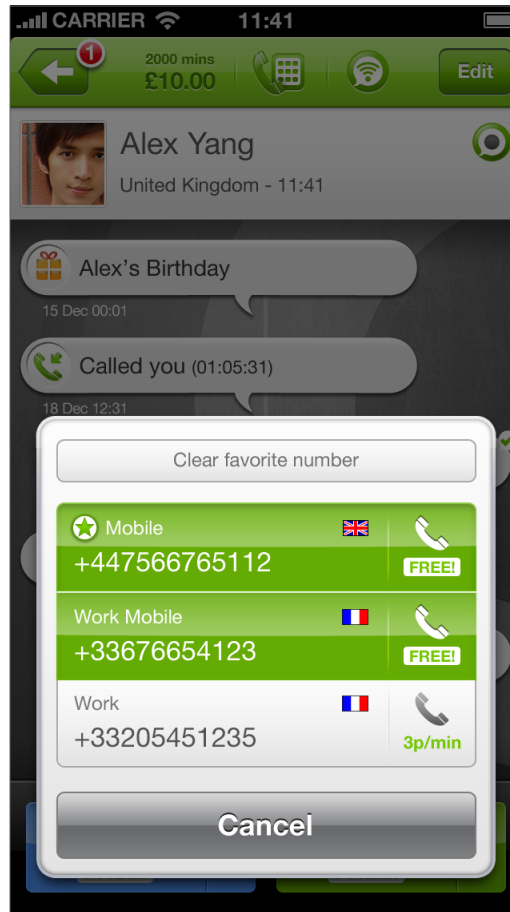 CARRIER 11:41
1
2000 mins
£10.00
Edit
Alex Yang
United Kingdom - 11:41
Alex's Birthday
15 Dec 00:01
Called you (01:05:31)
18 Dec 12:31
Clear favorite number
Mobile
+447566765112
FREE!
Work Mobile
+33676654123
FREE!
Work
+33205451235
3p/min
Cancel